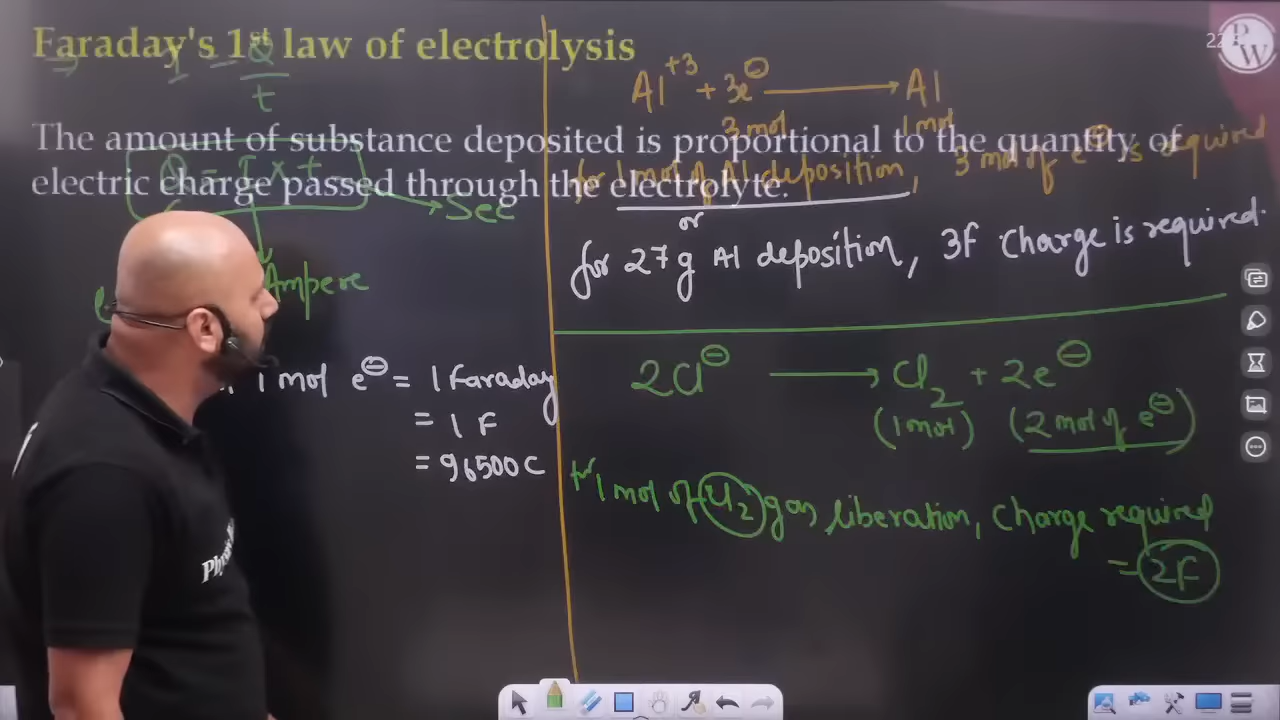 Faraday's 1st law of electrolysis
I = Q
t
The amount of substance deposited is proportional to the quantity of
electric charge passed through the electrolyte.
Q = I × t
Sec
Ampere
1 mol e⊖ = 1 Faraday
= 1 F
= 96500 C
Al+3 + 3e⊖ ⟶ Al
3 mol 1 mol
for 1 mol of Al deposition, 3 mol of e⊖ is required
or
for 27 g Al deposition, 3F charge is required.
2Cl⊖ ⟶ Cl2 + 2e⊖
(1 mol) (2 mol of e⊖)
for 1 mol of Cl2 gas liberation, charge required
= 2F
PW